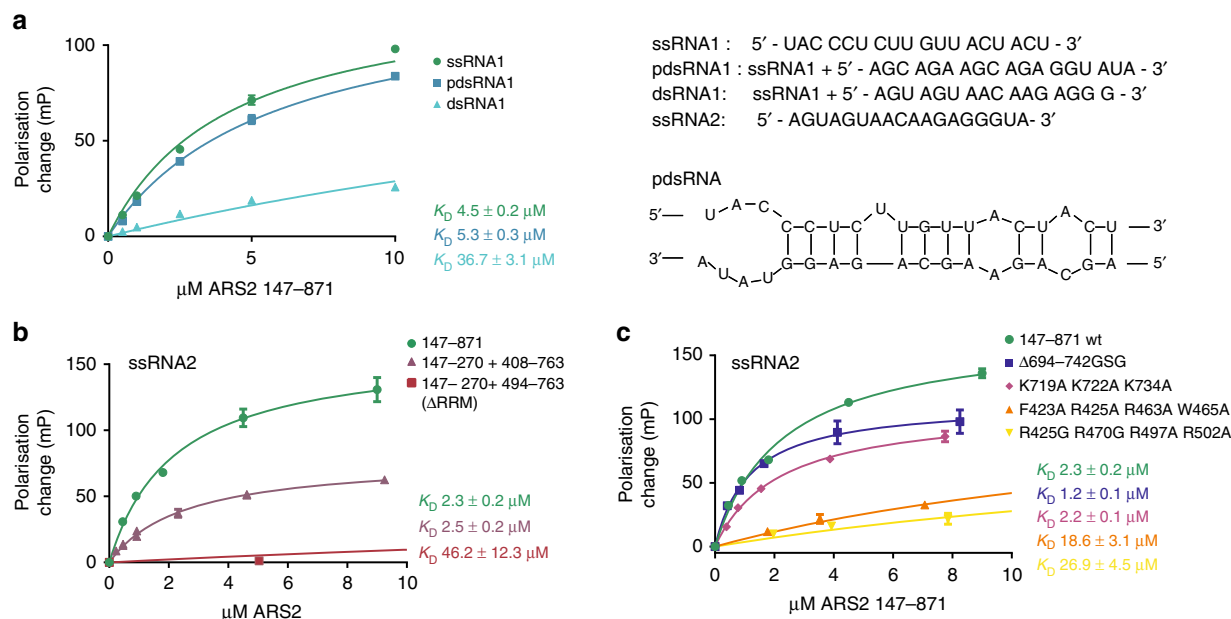 a
100
50
0
0
5
10
Polarisation
change (mP)
μM ARS2 147–871
ssRNA1
pdsRNA1
dsRNA1
K_D 4.5 ± 0.2 μM
K_D 5.3 ± 0.3 μM
K_D 36.7 ± 3.1 μM
ssRNA1 : 5′ - UAC CCU CUU GUU ACU ACU - 3′
pdsRNA1 : ssRNA1 + 5′ - AGC AGA AGC AGA GGU AUA - 3′
dsRNA1: ssRNA1 + 5′ - AGU AGU AAC AAG AGG G - 3′
ssRNA2: 5′ - AGUAGUAACAAGAGGGUA- 3′
pdsRNA
5′ U A C C C U C U U G U U A C U A C U 3′
3′ A U A U G G A G A C G A A G A C G A 5′
b
ssRNA2
150
100
50
0
0 2 4 6 8 10
Polarisation
change (mP)
μM ARS2
147–871
147–270 + 408–763
147– 270+ 494–763
(ΔRRM)
K_D 2.3 ± 0.2 μM
K_D 2.5 ± 0.2 μM
K_D 46.2 ± 12.3 μM
c
ssRNA2
150
100
50
0
0 2 4 6 8 10
Polarisation
change (mP)
μM ARS2 147–871
147–871 wt
Δ694–742GSG
K719A K722A K734A
F423A R425A R463A W465A
R425G R470G R497A R502A
K_D 2.3 ± 0.2 μM
K_D 1.2 ± 0.1 μM
K_D 2.2 ± 0.1 μM
K_D 18.6 ± 3.1 μM
K_D 26.9 ± 4.5 μM